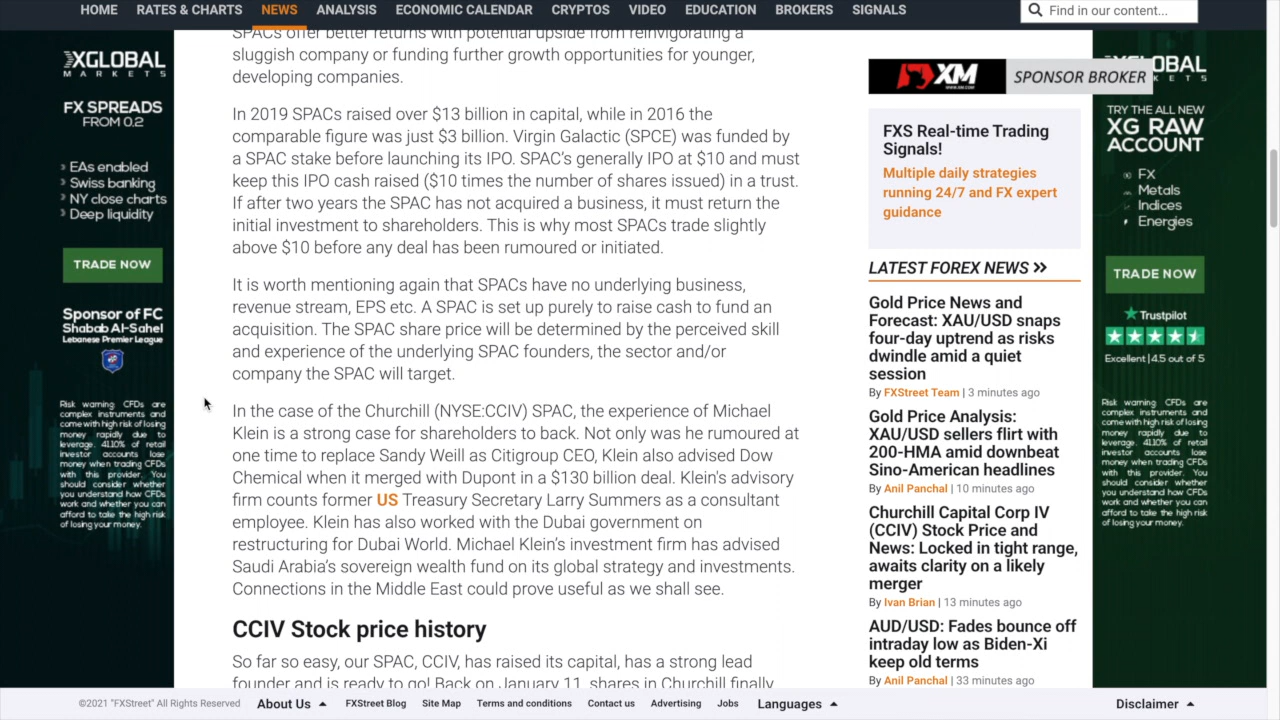 HOME RATES & CHARTS NEWS ANALYSIS ECONOMIC CALENDAR CRYPTOS VIDEO EDUCATION BROKERS SIGNALS
Find in our content...
XGLOBAL
MARKETS
FX SPREADS
FROM 0.2
EAs enabled
Swiss banking
NY close charts
Deep liquidity
TRADE NOW
Sponsor of FC
Shabab Al-Sahel
Lebanese Premier League
Risk warning CFDs are
complex instruments and
come with high risk of losing
money rapidly due to
leverage. 41.10% of retail
investor accounts lose
money when trading CFDs
with this provider. You
should consider whether
you understand how CFDs
work and whether you can
afford to take the high risk
of losing your money.
SPACs offer better returns with potential upside from reinvigorating a
sluggish company or funding further growth opportunities for younger,
developing companies.
In 2019 SPACs raised over $13 billion in capital, while in 2016 the
comparable figure was just $3 billion. Virgin Galactic (SPCE) was funded by
a SPAC stake before launching its IPO. SPAC's generally IPO at $10 and must
keep this IPO cash raised ($10 times the number of shares issued) in a trust.
If after two years the SPAC has not acquired a business, it must return the
initial investment to shareholders. This is why most SPACs trade slightly
above $10 before any deal has been rumoured or initiated.
It is worth mentioning again that SPACs have no underlying business,
revenue stream, EPS etc. A SPAC is set up purely to raise cash to fund an
acquisition. The SPAC share price will be determined by the perceived skill
and experience of the underlying SPAC founders, the sector and/or
company the SPAC will target.
In the case of the Churchill (NYSE:CCIV) SPAC, the experience of Michael
Klein is a strong case for shareholders to back. Not only was he rumoured at
one time to replace Sandy Weill as Citigroup CEO, Klein also advised Dow
Chemical when it merged with Dupont in a $130 billion deal. Klein's advisory
firm counts former US Treasury Secretary Larry Summers as a consultant
employee. Klein has also worked with the Dubai government on
restructuring for Dubai World. Michael Klein's investment firm has advised
Saudi Arabia's sovereign wealth fund on its global strategy and investments.
Connections in the Middle East could prove useful as we shall see.
CCIV Stock price history
So far so easy, our SPAC, CCIV, has raised its capital, has a strong lead
founder and is ready to go! Back on January 11, shares in Churchill finally
XM
www.xm.com
SPONSOR BROKER
FXS Real-time Trading
Signals!
Multiple daily strategies
running 24/7 and FX expert
guidance
LATEST FOREX NEWS >>
Gold Price News and
Forecast: XAU/USD snaps
four-day uptrend as risks
dwindle amid a quiet
session
By FXStreet Team | 3 minutes ago
Gold Price Analysis:
XAU/USD sellers flirt with
200-HMA amid downbeat
Sino-American headlines
By Anil Panchal | 10 minutes ago
Churchill Capital Corp IV
(CCIV) Stock Price and
News: Locked in tight range,
awaits clarity on a likely
merger
By Ivan Brian | 13 minutes ago
AUD/USD: Fades bounce off
intraday low as Biden-Xi
keep old terms
By Anil Panchal | 33 minutes ago
OBAL
KETS
TRY THE ALL NEW
XG RAW
ACCOUNT
FX
Metals
Indices
Energies
TRADE NOW
Trustpilot
Excellent | 4.5 out of 5
Risk warning CFDs are
complex instruments and
come with high risk of losing
money rapidly due to
leverage. 41.10% of retail
investor accounts lose
money when trading CFDs
with this provider. You
should consider whether
you understand how CFDs
work and whether you can
afford to take the high risk
of losing your money.
©2021 "FXStreet" All Rights Reserved About Us FXStreet Blog Site Map Terms and conditions Contact us Advertising Jobs Languages Disclaimer